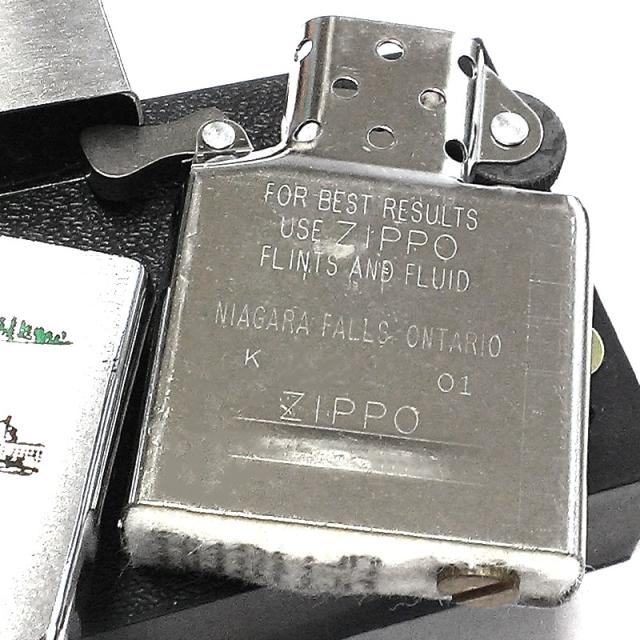 FOR BEST RESULTS
USE ZIPPO
FLINTS AND FLUID
NIAGARA FALLS ONTARIO
K 01
ZIPPO